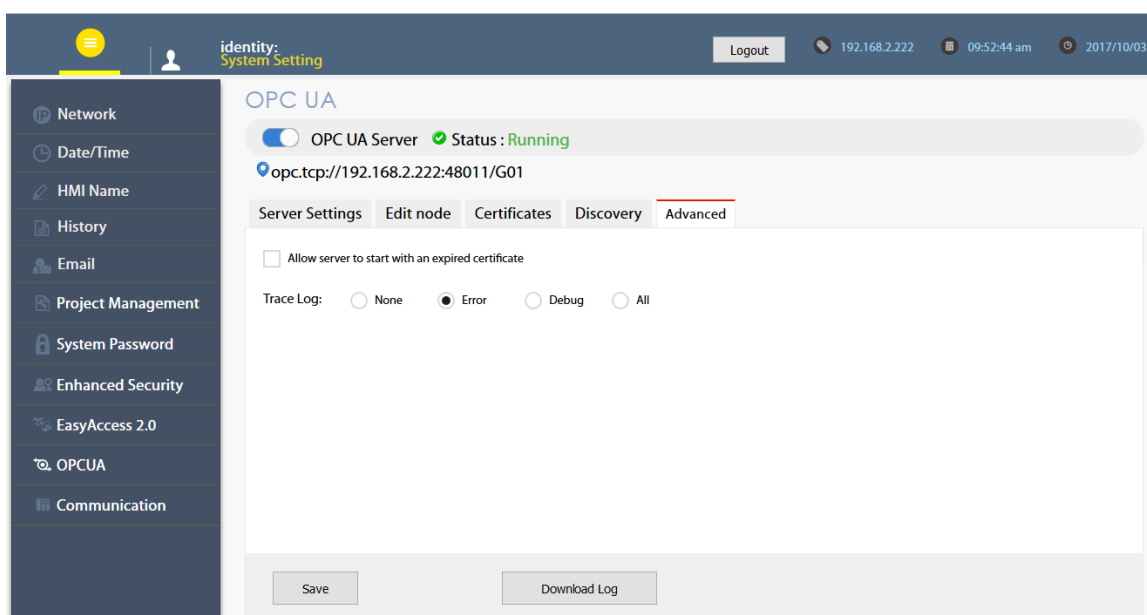 identity:
System Setting
Logout
192.168.2.222
09:52:44 am
2017/10/03
IP Network
Date/Time
HMI Name
History
Email
Project Management
System Password
Enhanced Security
EasyAccess 2.0
OPCUA
Communication
OPC UA
OPC UA Server Status : Running
opc.tcp://192.168.2.222:48011/G01
Server Settings Edit node Certificates Discovery Advanced
Allow server to start with an expired certificate
Trace Log: None Error Debug All
Save Download Log